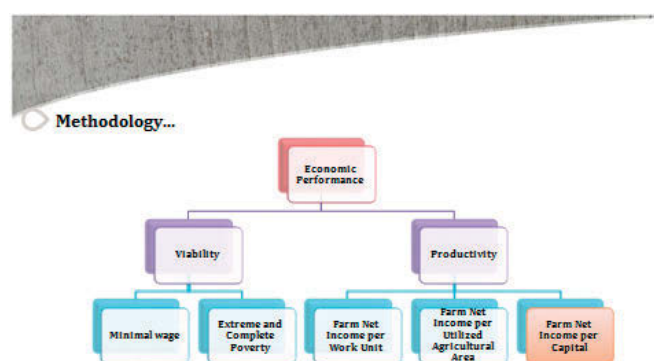 Methodology...
Economic
Performance
Viability
Productivity
Minimal wage
Extreme and
Complete
Poverty
Farm Net
Income per
Work Unit
Farm Net
Income per
Utilized
Agricultural
Area
Farm Net
Income per
Capital